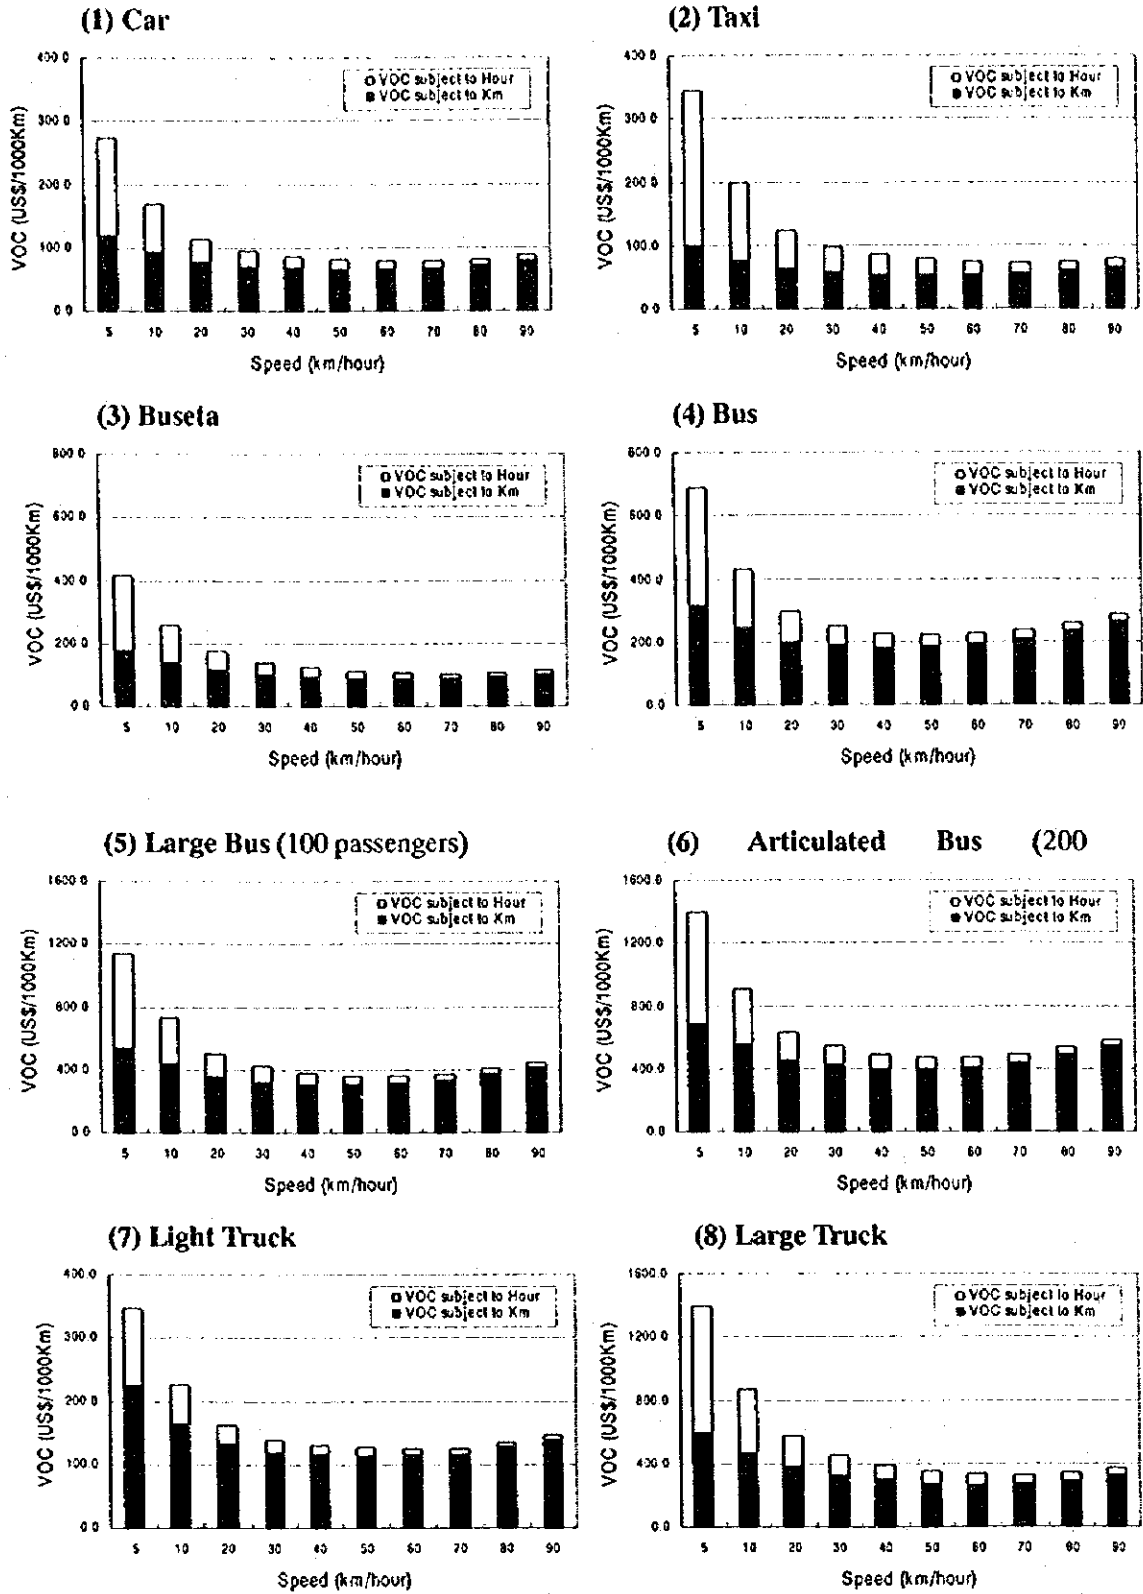 (1) Car
400.0
300.0
200.0
100.0
0.0
VOC (US$/1000Km)
VOC subject to Hour
VOC subject to Km
5 10 20 30 40 50 60 70 80 90
Speed (km/hour)
(2) Taxi
400.0
300.0
200.0
100.0
0.0
VOC (US$/1000Km)
VOC subject to Hour
VOC subject to Km
5 10 20 30 40 50 60 70 80 90
Speed (km/hour)
(3) Buseta
800.0
600.0
400.0
200.0
0.0
VOC (US$/1000Km)
VOC subject to Hour
VOC subject to Km
5 10 20 30 40 50 60 70 80 90
Speed (km/hour)
(4) Bus
800.0
600.0
400.0
200.0
0.0
VOC (US$/1000Km)
VOC subject to Hour
VOC subject to Km
5 10 20 30 40 50 60 70 80 90
Speed (km/hour)
(5) Large Bus (100 passengers)
1600.0
1200.0
800.0
400.0
0.0
VOC (US$/1000Km)
VOC subject to Hour
VOC subject to Km
5 10 20 30 40 50 60 70 80 90
Speed (km/hour)
(6) Articulated Bus (200
1600.0
1200.0
800.0
400.0
0.0
VOC (US$/1000Km)
VOC subject to Hour
VOC subject to Km
5 10 20 30 40 50 60 70 80 90
Speed (km/hour)
(7) Light Truck
400.0
300.0
200.0
100.0
0.0
VOC (US$/1000Km)
VOC subject to Hour
VOC subject to Km
5 10 20 30 40 50 60 70 80 90
Speed (km/hour)
(8) Large Truck
1600.0
1200.0
800.0
400.0
0.0
VOC (US$/1000Km)
VOC subject to Hour
VOC subject to Km
5 10 20 30 40 50 60 70 80 90
Speed (km/hour)